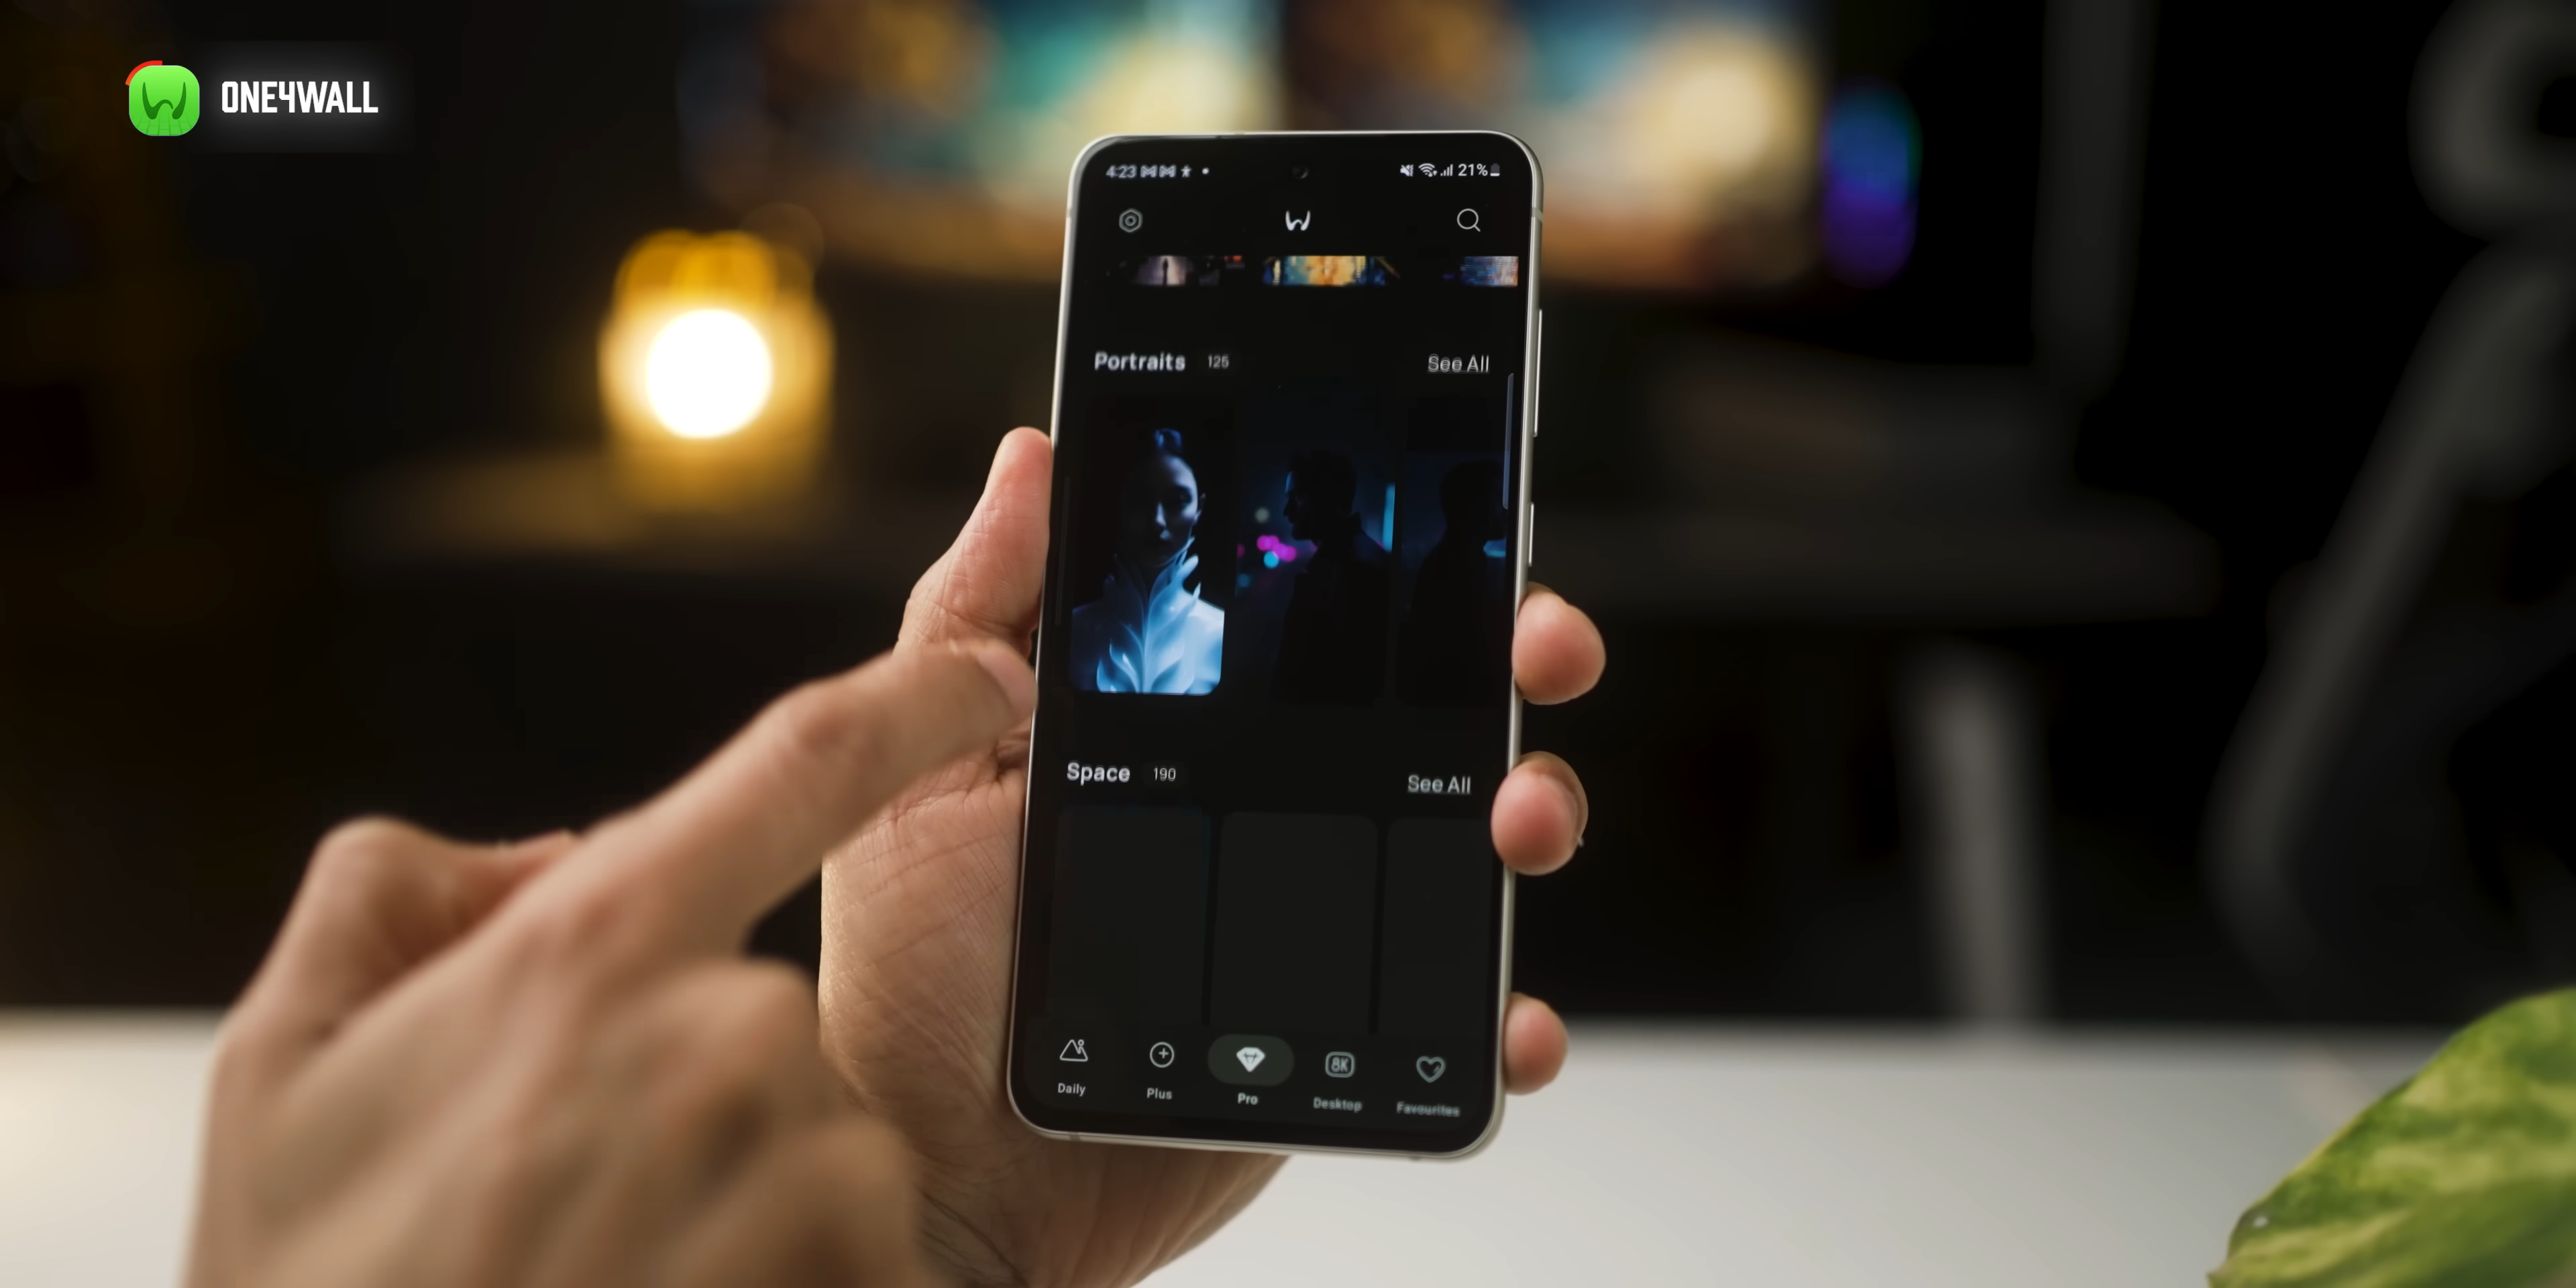 ONE4WALL
4:23
21%
Portraits 125 See All
Space 190 See All
Daily Plus Pro 8K Desktop Favourites